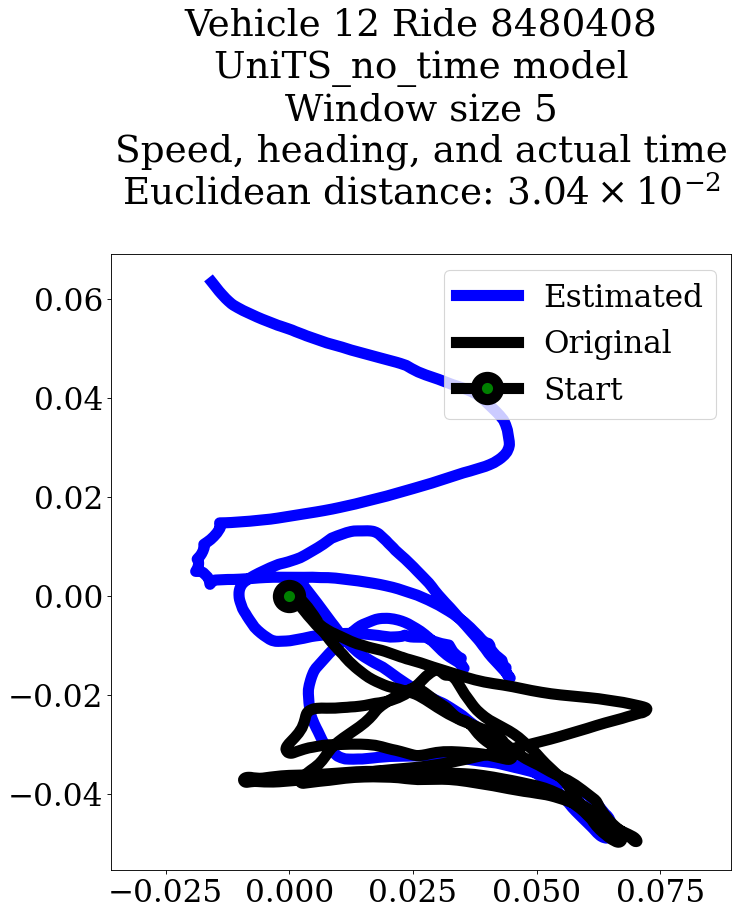 Vehicle 12 Ride 8480408
UniTS_no_time model
Window size 5
Speed, heading, and actual time
Euclidean distance: 3.04 × 10⁻²
Estimated
Original
Start
0.06
0.04
0.02
0.00
−0.02
−0.04
−0.025 0.000 0.025 0.050 0.075